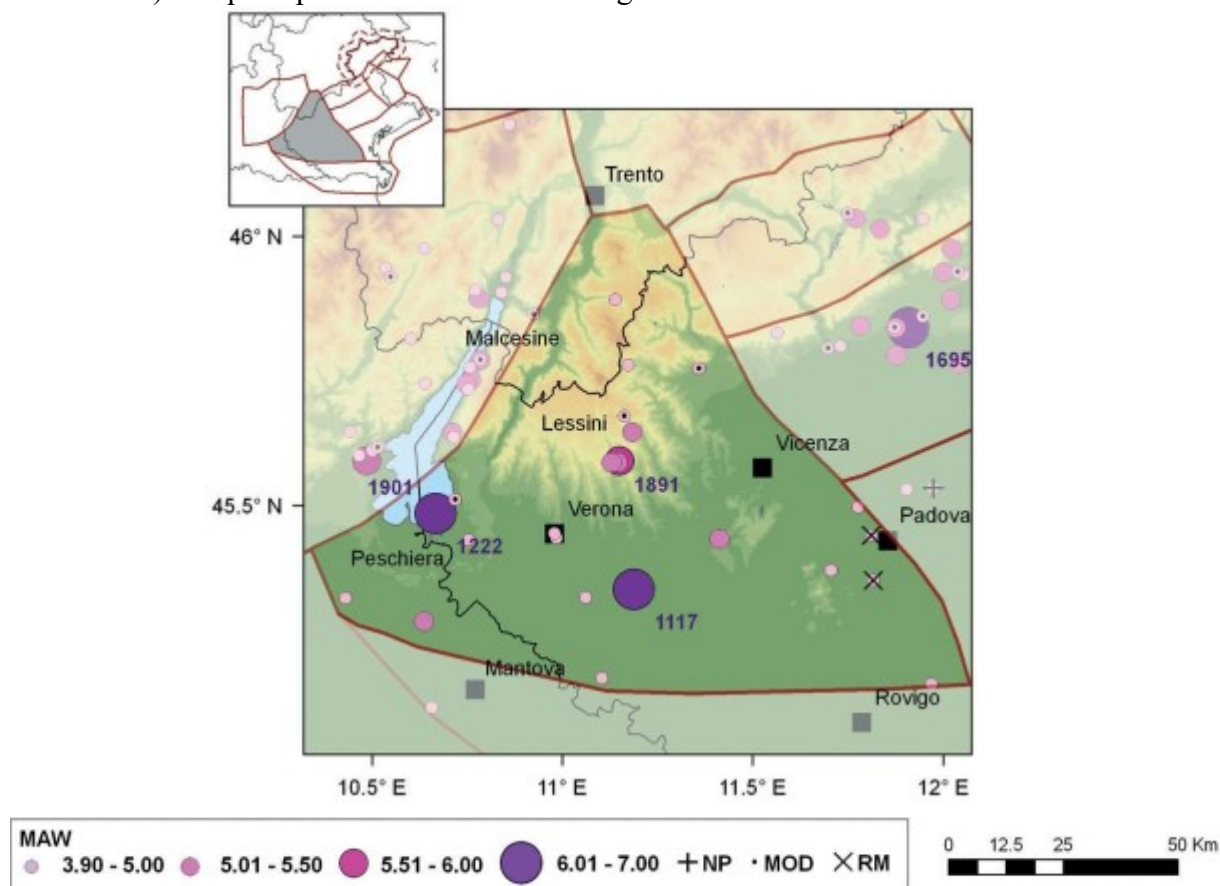 Trento
46° N
Malcesine
1695
Lessini
Vicenza
1901
1891
45.5° N
Verona
Padova
Peschiera
1222
1117
Mantova
Rovigo
10.5° E 11° E 11.5° E 12° E
MAW
3.90 - 5.00 5.01 - 5.50 5.51 - 6.00 6.01 - 7.00 NP MOD RM
0 12.5 25 50 Km